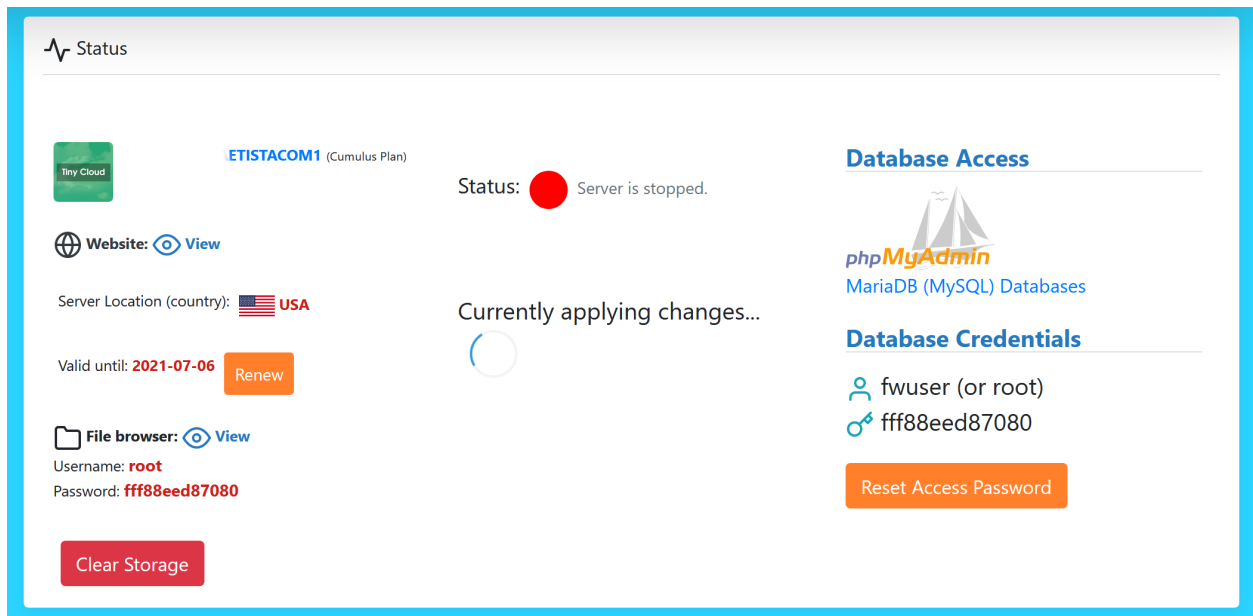 Status
Tiny Cloud
ETISTACOM1 (Cumulus Plan)
Website: View
Server Location (country): USA
Valid until: 2021-07-06 Renew
File browser: View
Username: root
Password: fff88eed87080
Clear Storage
Status: Server is stopped.
Currently applying changes...
Database Access
phpMyAdmin
MariaDB (MySQL) Databases
Database Credentials
fwuser (or root)
fff88eed87080
Reset Access Password